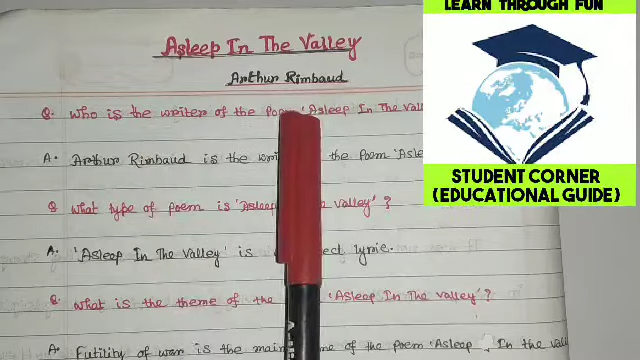 LEARN THROUGH FUN
Asleep In The Valley
Arthur Rimbaud
Q. Who is the writer of the Poem 'Asleep In The
A. Arthur Rimbaud is the the Poem
Q What type of poem is 'Asleep Valley' ?
A. 'Asleep In The Valley' is lyric.
Q. What is the theme of the 'Asleep In The Valley' ?
A. Futility of war is the of the Poem 'Asleep In the
STUDENT CORNER
(EDUCATIONAL GUIDE)